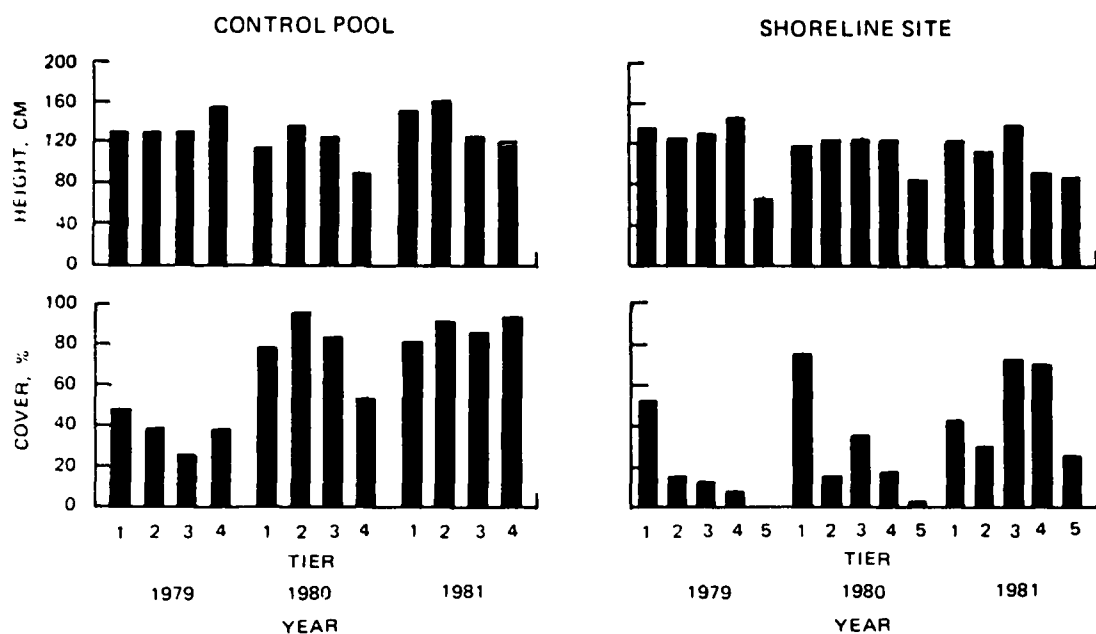 CONTROL POOL
SHORELINE SITE
HEIGHT, CM
200
160
120
80
40
0
COVER, %
100
80
60
40
20
0
1 2 3 4 1 2 3 4 1 2 3 4
TIER
1979 1980 1981
YEAR
1 2 3 4 5 1 2 3 4 5 1 2 3 4 5
TIER
1979 1980 1981
YEAR